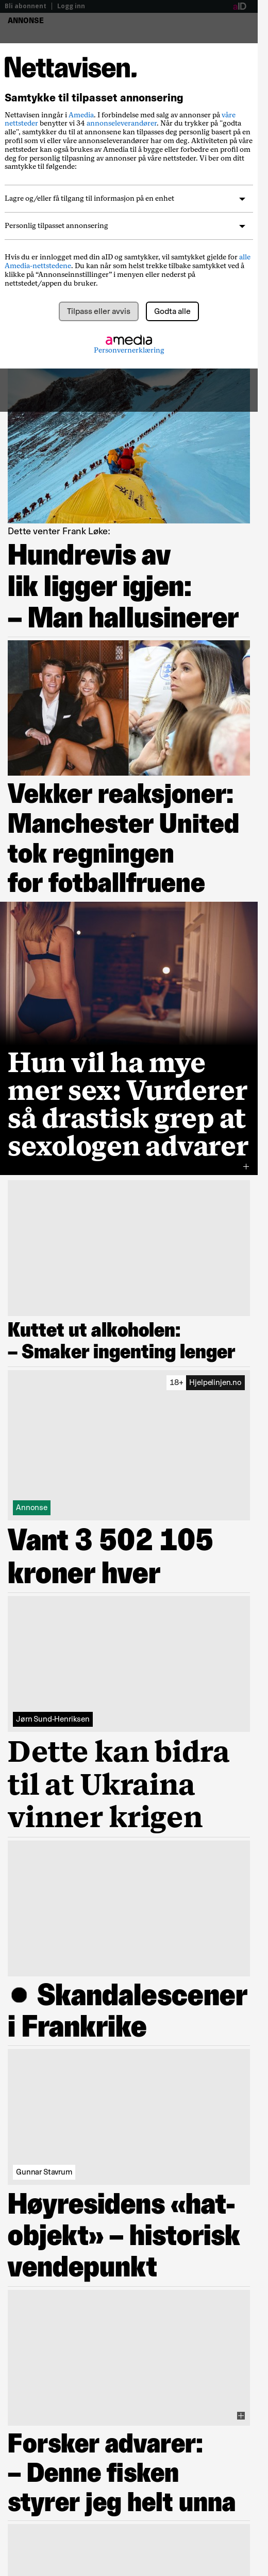 Bli abonnent | Logg inn
aID
ANNONSE
Nettavisen.
Samtykke til tilpasset annonsering
Nettavisen inngår i Amedia. I forbindelse med salg av annonser på våre
nettsteder benytter vi 34 annonseleverandører. Når du trykker på "godta
alle", samtykker du til at annonser kan tilpasses deg personlig basert på en
profil som vi eller våre annonseleverandører har om deg. Aktiviteten på våre
nettsted kan også brukes av Amedia til å bygge eller forbedre en profil om
deg for personlig tilpasning av annonser på våre nettsteder. Vi ber om ditt
samtykke til følgende:
Lagre og/eller få tilgang til informasjon på en enhet
Personlig tilpasset annonsering
Hvis du er innlogget med din aID og samtykker, vil samtykket gjelde for alle
Amedia-nettstedene. Du kan når som helst trekke tilbake samtykket ved å
klikke på “Annonseinnstillinger” i menyen eller nederst på
nettstedet/appen du bruker.
Tilpass eller avvis
Godta alle
amedia
Personvernerklæring
Dette venter Frank Løke:
Hundrevis av
lik ligger igjen:
– Man hallusinerer
Vekker reaksjoner:
Manchester United
tok regningen
for fotballfruene
Hun vil ha mye
mer sex: Vurderer
så drastisk grep at
sexologen advarer
Kuttet ut alkoholen:
– Smaker ingenting lenger
18+ Hjelpelinjen.no
Annonse
Vant 3 502 105
kroner hver
Jørn Sund-Henriksen
Dette kan bidra
til at Ukraina
vinner krigen
● Skandalescener
i Frankrike
Gunnar Stavrum
Høyresidens «hat-
objekt» – historisk
vendepunkt
Forsker advarer:
– Denne fisken
styrer jeg helt unna